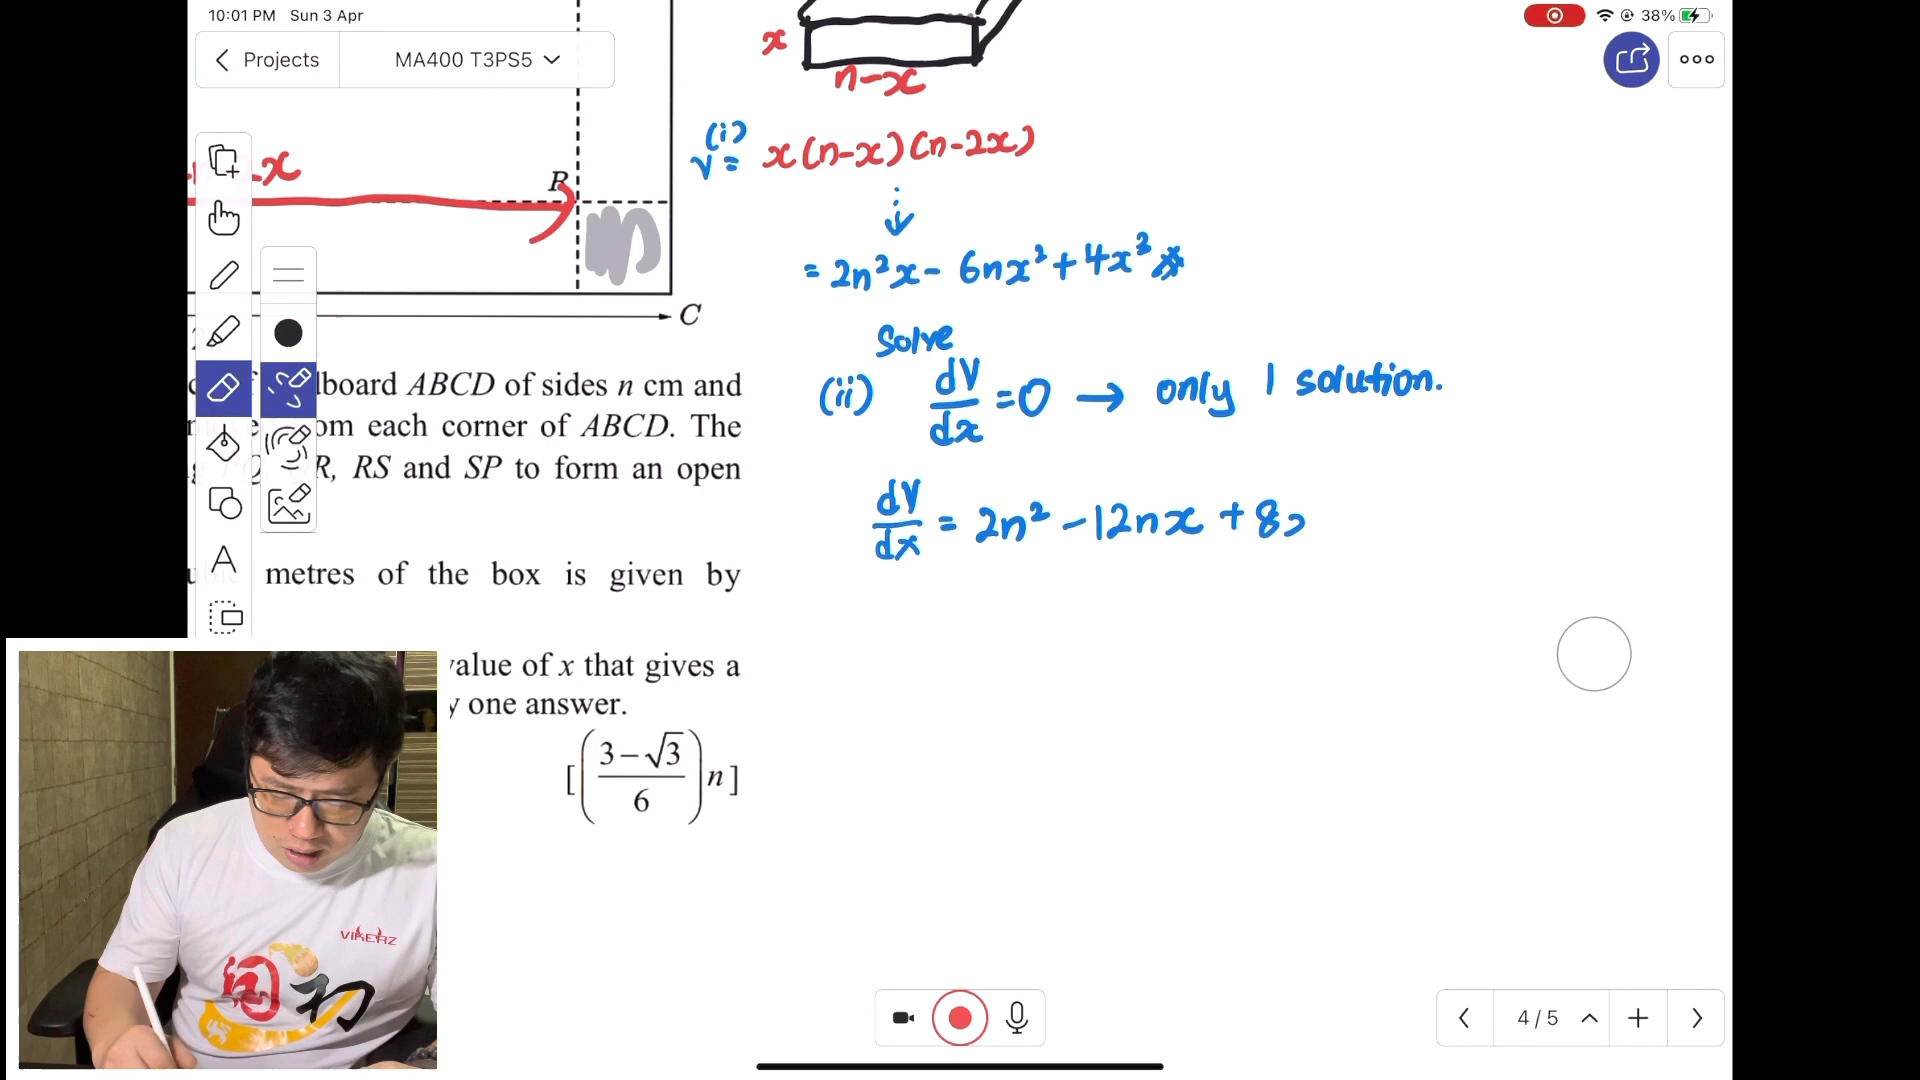 10:01 PM Sun 3 Apr
38%
Projects
MA400 T3PS5
x
n-x
x
R
C
(i)
V = x(n-x)(n-2x)
= 2n²x - 6nx² + 4x³
Solve
(ii) dV/dx = 0 → only 1 solution.
dV/dx = 2n² - 12nx + 8
board ABCD of sides n cm and
om each corner of ABCD. The
R, RS and SP to form an open
metres of the box is given by
value of x that gives a
y one answer.
[((3-√3)/6)n]
A
VIKERZ
4/5